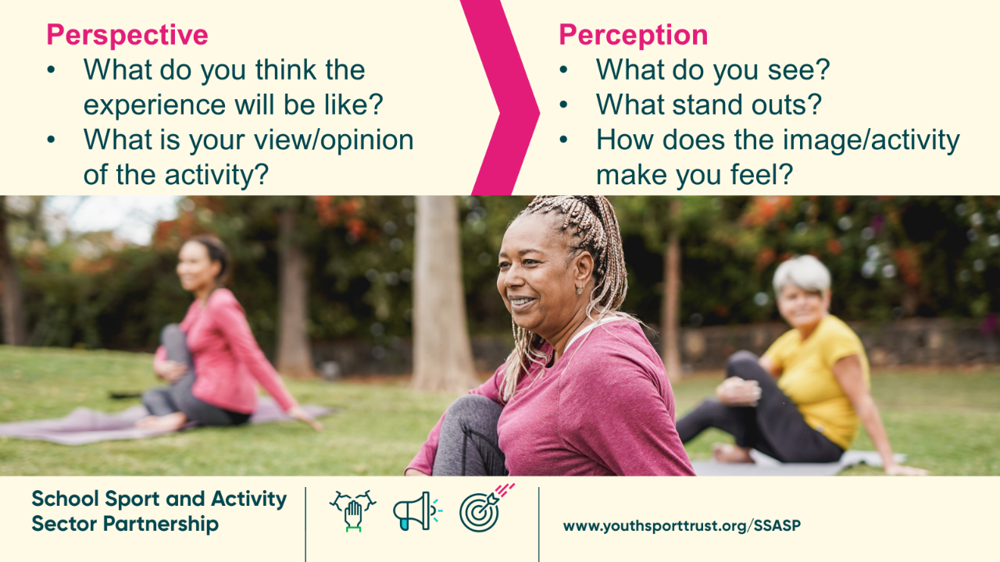 Perspective
• What do you think the
experience will be like?
• What is your view/opinion
of the activity?
Perception
• What do you see?
• What stand outs?
• How does the image/activity
make you feel?
School Sport and Activity
Sector Partnership
www.youthsporttrust.org/SSASP